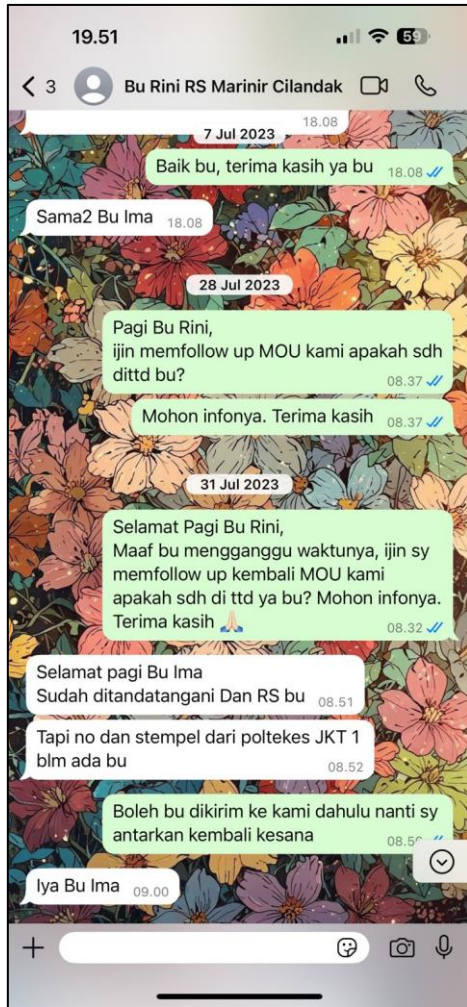 19.51
59
3
Bu Rini RS Marinir Cilandak
18.08
7 Jul 2023
Baik bu, terima kasih ya bu 18.08
Sama2 Bu Ima 18.08
28 Jul 2023
Pagi Bu Rini,
ijin memfollow up MOU kami apakah sdh
dittd bu?
08.37
Mohon infonya. Terima kasih 08.37
31 Jul 2023
Selamat Pagi Bu Rini,
Maaf bu mengganggu waktunya, ijin sy
memfollow up kembali MOU kami
apakah sdh di ttd ya bu? Mohon infonya.
Terima kasih 🙏🏻
08.32
Selamat pagi Bu Ima
Sudah ditandatangani Dan RS bu 08.51
Tapi no dan stempel dari poltekes JKT 1
blm ada bu 08.52
Boleh bu dikirim ke kami dahulu nanti sy
antarkan kembali kesana
Iya Bu Ima 09.00